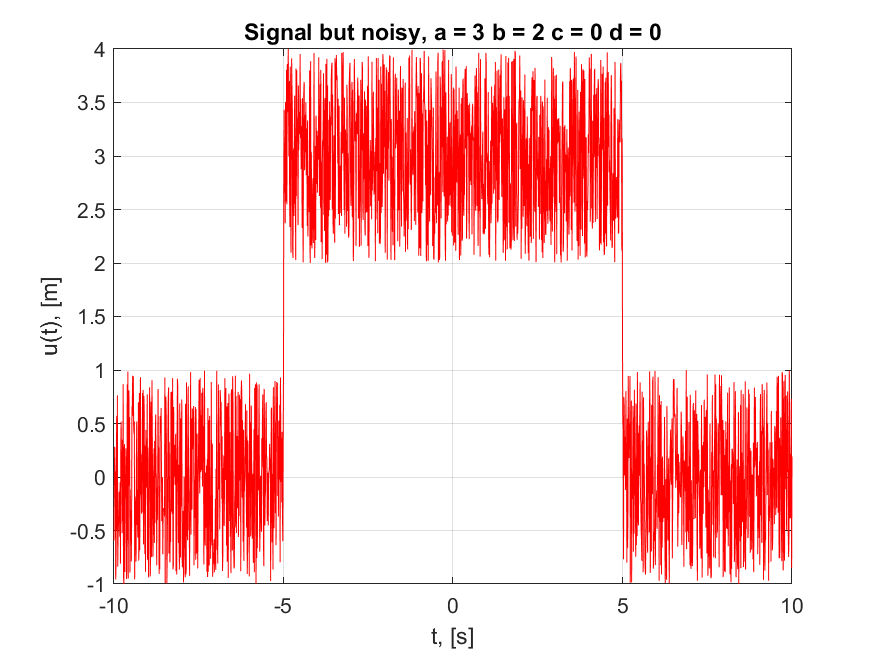 Signal but noisy, a = 3 b = 2 c = 0 d = 0
4
3.5
3
2.5
2
1.5
1
0.5
0
-0.5
-1
u(t), [m]
-10 -5 0 5 10
t, [s]